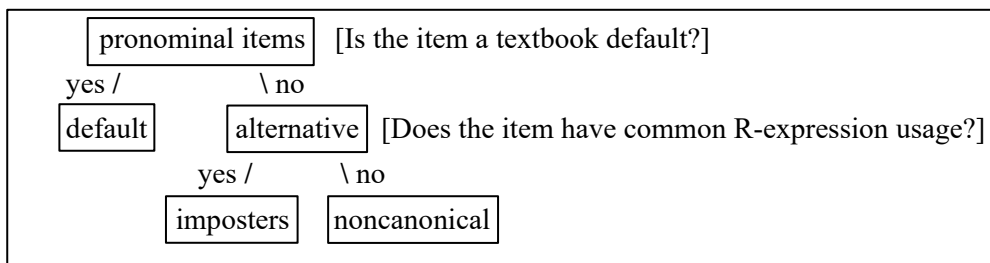 pronominal items [Is the item a textbook default?]
yes / \ no
default alternative [Does the item have common R-expression usage?]
yes / \ no
imposters noncanonical